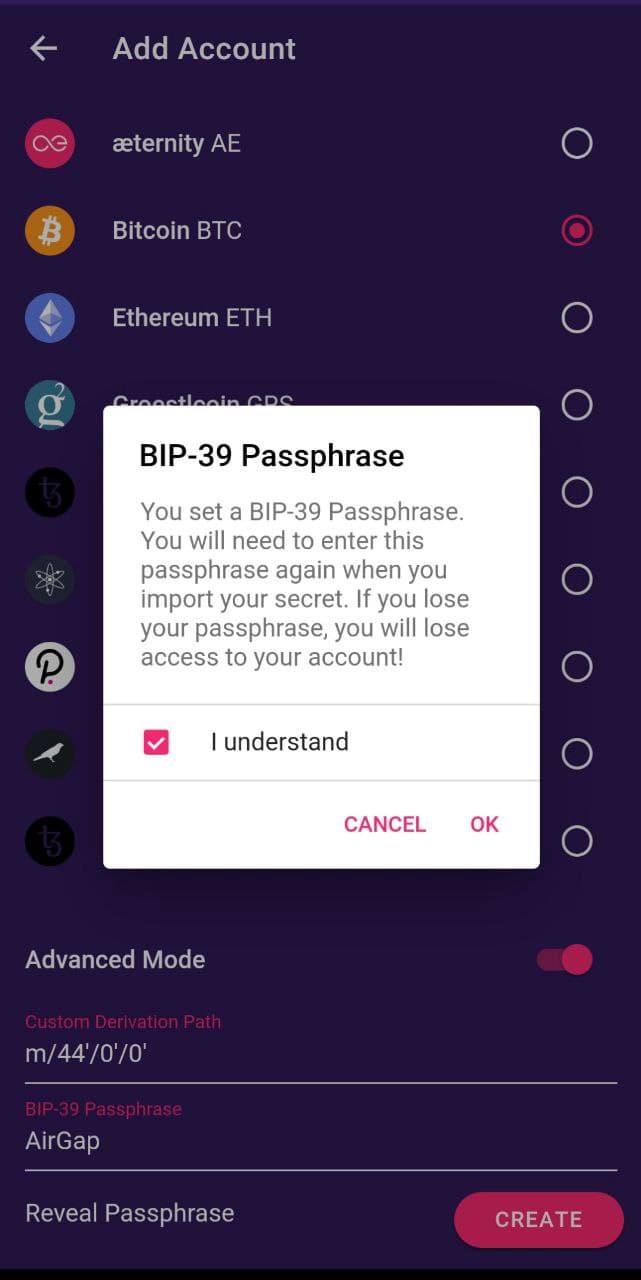 Add Account
æternity AE
Bitcoin BTC
Ethereum ETH
Groestlcoin GRS
BIP-39 Passphrase
You set a BIP-39 Passphrase.
You will need to enter this
passphrase again when you
import your secret. If you lose
your passphrase, you will lose
access to your account!
I understand
CANCEL OK
Advanced Mode
Custom Derivation Path
m/44'/0'/0'
BIP-39 Passphrase
AirGap
Reveal Passphrase
CREATE